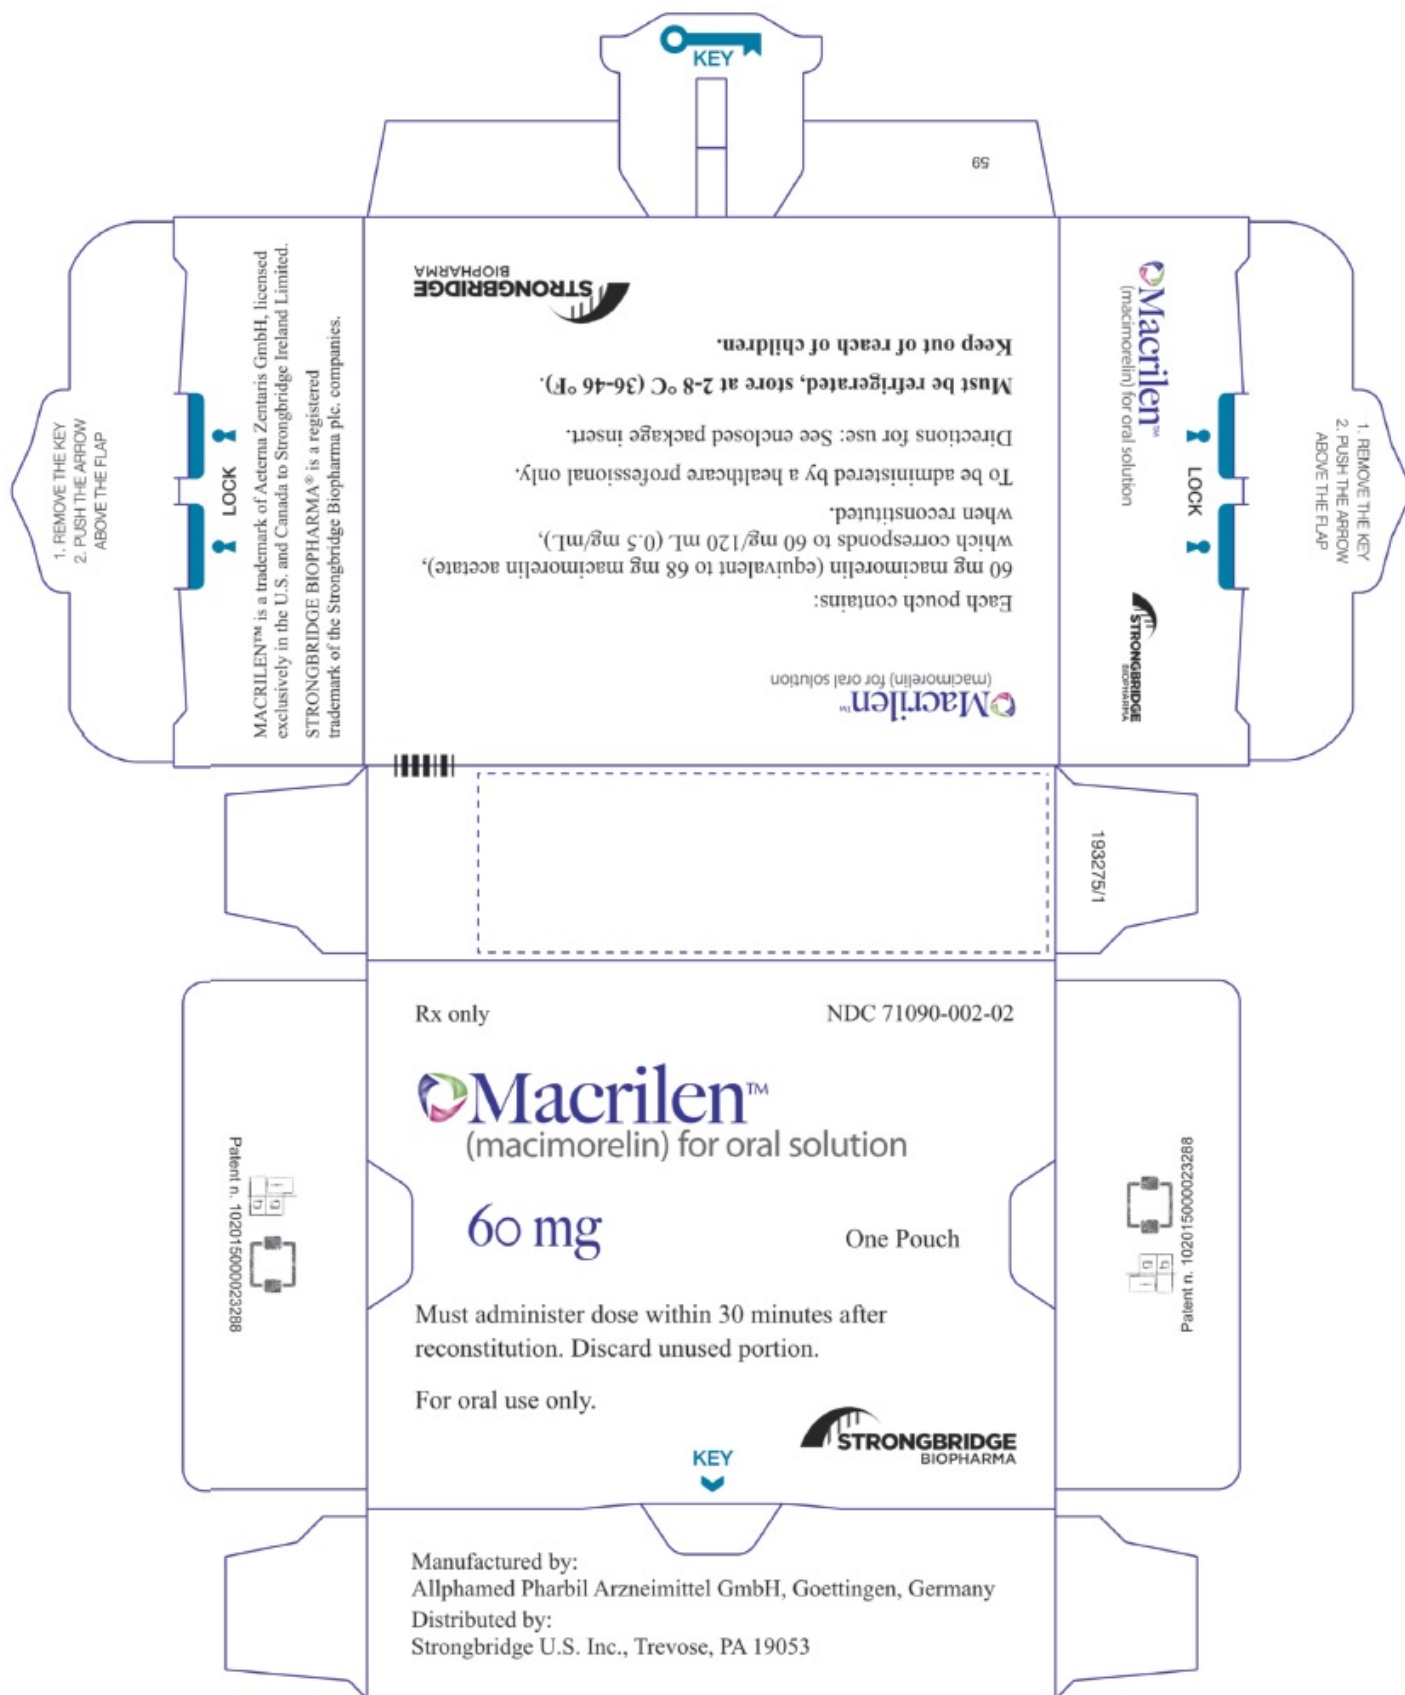 KEY
59
STRONGBRIDGE
BIOPHARMA
Keep out of reach of children.
Must be refrigerated, store at 2-8 °C (36-46 °F).
Directions for use: See enclosed package insert.
To be administered by a healthcare professional only.
when reconstituted.
which corresponds to 60 mg/120 mL (0.5 mg/mL),
60 mg macimorelin (equivalent to 68 mg macimorelin acetate),
Each pouch contains:
(macimorelin) for oral solution
Macrilen™
1. REMOVE THE KEY
2. PUSH THE ARROW
ABOVE THE FLAP
LOCK
MACRILEN™ is a trademark of Aeterna Zentaris GmbH, licensed
exclusively in the U.S. and Canada to Strongbridge Ireland Limited.
STRONGBRIDGE BIOPHARMA® is a registered
trademark of the Strongbridge Biopharma plc. companies.
Macrilen™
(macimorelin) for oral solution
STRONGBRIDGE
BIOPHARMA
LOCK
1. REMOVE THE KEY
2. PUSH THE ARROW
ABOVE THE FLAP
193275/1
Rx only NDC 71090-002-02
Macrilen™
(macimorelin) for oral solution
60 mg One Pouch
Must administer dose within 30 minutes after
reconstitution. Discard unused portion.
For oral use only.
KEY
STRONGBRIDGE
BIOPHARMA
Patent n. 102015000023288
Patent n. 102015000023288
Manufactured by:
Allphamed Pharbil Arzneimittel GmbH, Goettingen, Germany
Distributed by:
Strongbridge U.S. Inc., Trevose, PA 19053